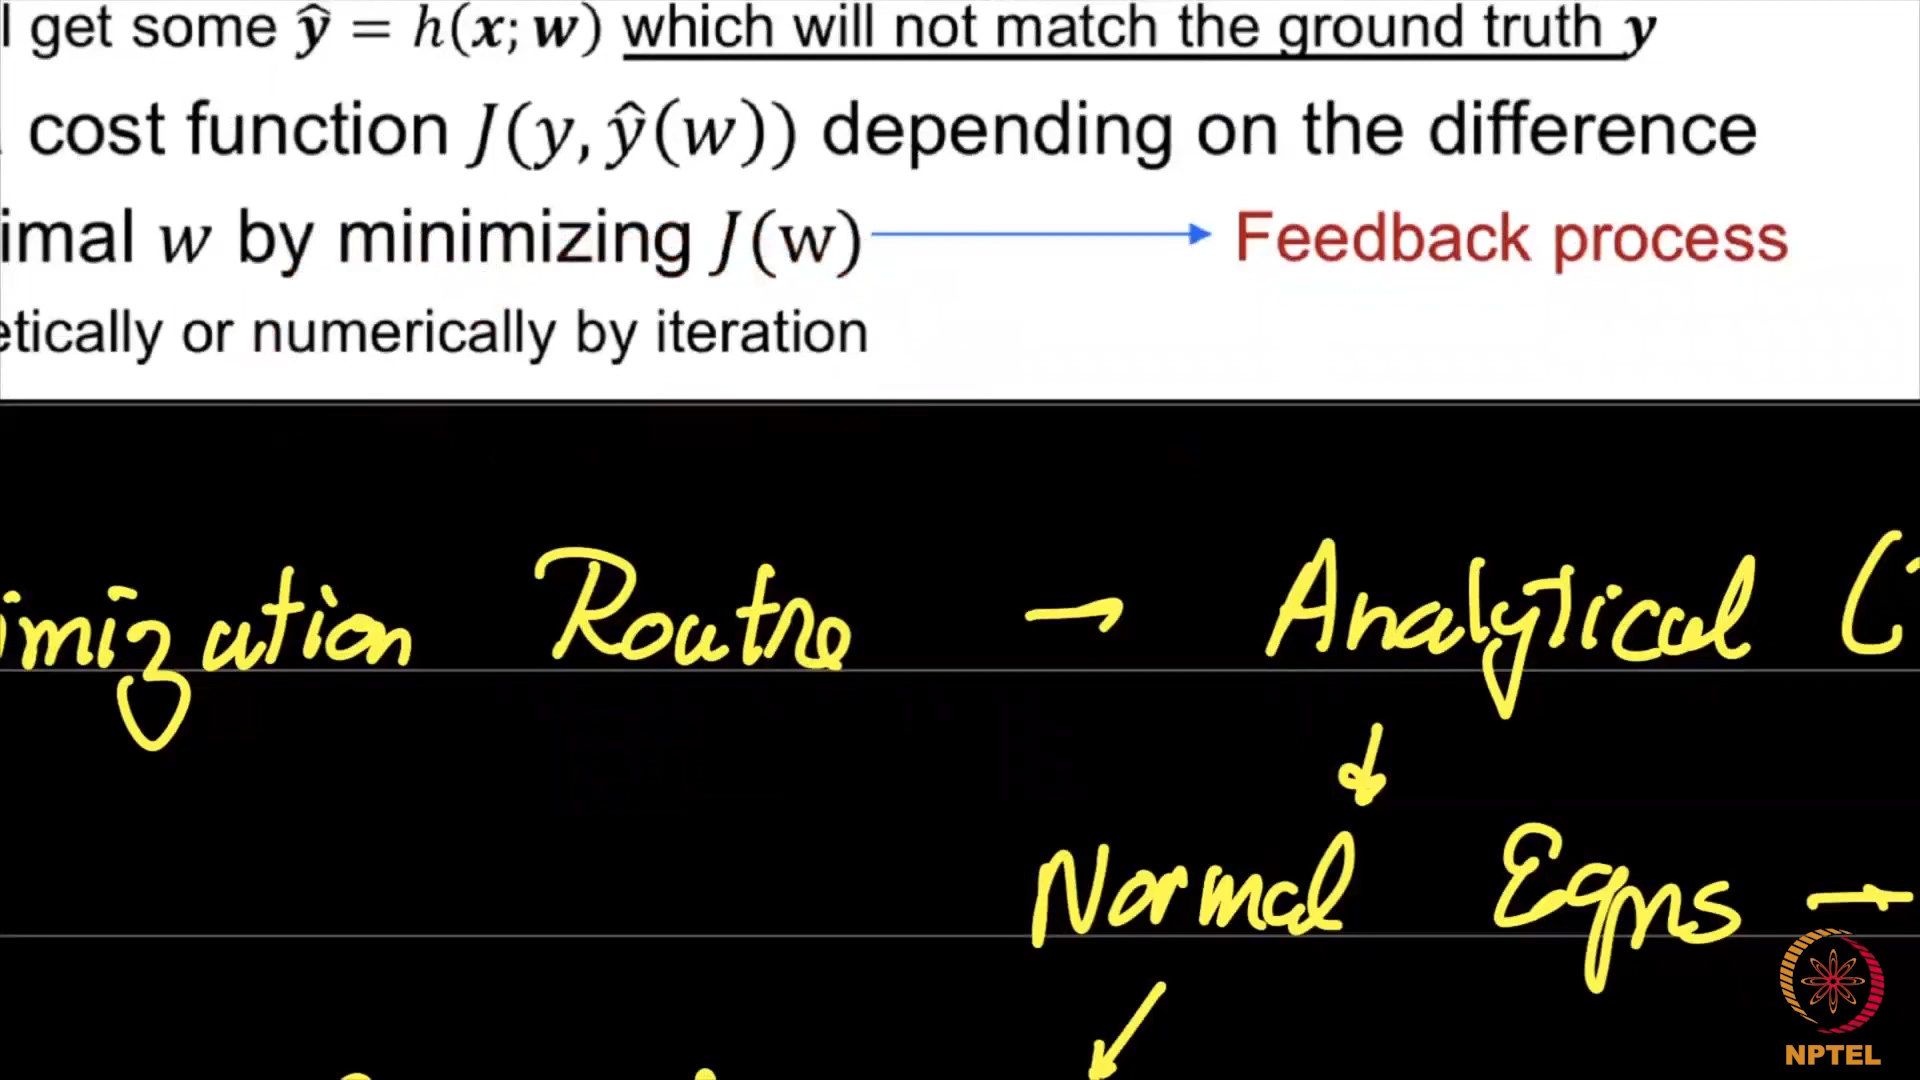 l get some ŷ = h(x; w) which will not match the ground truth y
cost function J(y, ŷ(w)) depending on the difference
imal w by minimizing J(w) → Feedback process
etically or numerically by iteration
imization Routne → Analytical (
↓
Normal Eqns →
NPTEL